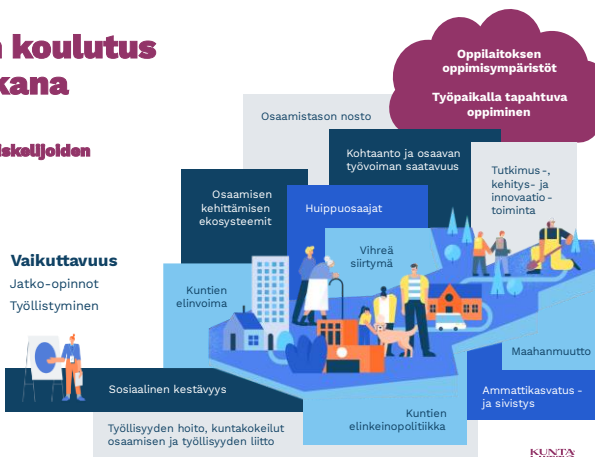 koulutus
kana
iskelijoiden
Oppilaitoksen
oppimisympäristöt
Työpaikalla tapahtuva
oppiminen
Osaamistason nosto
Kohtaanto ja osaavan
työvoiman saatavuus
Tutkimus-,
kehitys- ja
innovaatio-
toiminta
Osaamisen
kehittämisen
ekosysteemit
Huippuosaajat
Vihreä
siirtymä
Vaikuttavuus
Jatko-opinnot
Työllistyminen
Kuntien
elinvoima
Maahanmuutto
Sosiaalinen kestävyys
Ammattikasvatus-
ja sivistys
Kuntien
elinkeinopolitiikka
Työllisyyden hoito, kuntakokeilut
osaamisen ja työllisyyden liitto
KUNTA